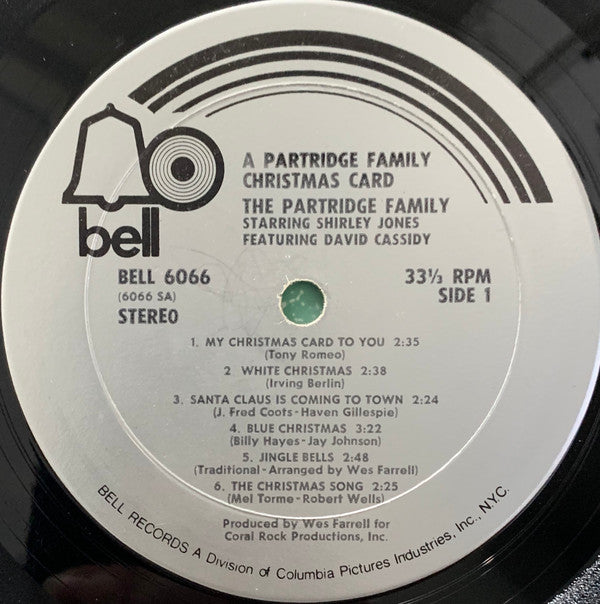 bell
A PARTRIDGE FAMILY
CHRISTMAS CARD
THE PARTRIDGE FAMILY
STARRING SHIRLEY JONES
FEATURING DAVID CASSIDY
BELL 6066
(6066 SA)
STEREO
33⅓ RPM
SIDE 1
1. MY CHRISTMAS CARD TO YOU 2:35
(Tony Romeo)
2 WHITE CHRISTMAS 2:38
(Irving Berlin)
3. SANTA CLAUS IS COMING TO TOWN 2:24
(J. Fred Coots-Haven Gillespie)
4. BLUE CHRISTMAS 3:22
(Billy Hayes-Jay Johnson)
5. JINGLE BELLS 2:48
(Traditional-Arranged by Wes Farrell)
6. THE CHRISTMAS SONG 2:25
(Mel Torme-Robert Wells)
Produced by Wes Farrell for
Coral Rock Productions, Inc.
BELL RECORDS A Division of Columbia Pictures Industries, Inc., N.Y.C.